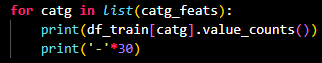 for catg in list(catg_feats):
    print(df_train[catg].value_counts())
    print('-'*30)